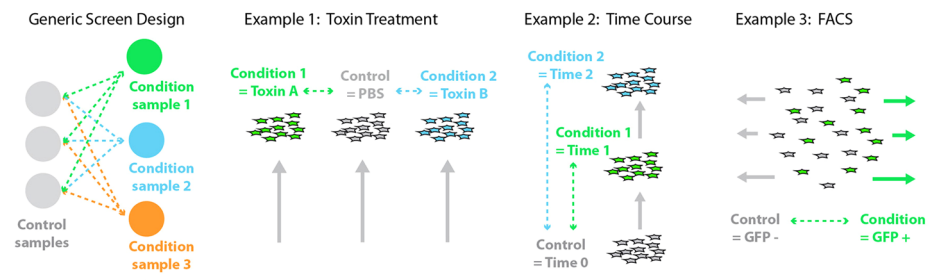 Generic Screen Design
Condition
sample 1
Condition
sample 2
Condition
sample 3
Control
samples
Example 1: Toxin Treatment
Condition 1
= Toxin A
Control
= PBS
Condition 2
= Toxin B
Example 2: Time Course
Condition 2
= Time 2
Condition 1
= Time 1
Control
= Time 0
Example 3: FACS
Control
= GFP -
Condition
= GFP +